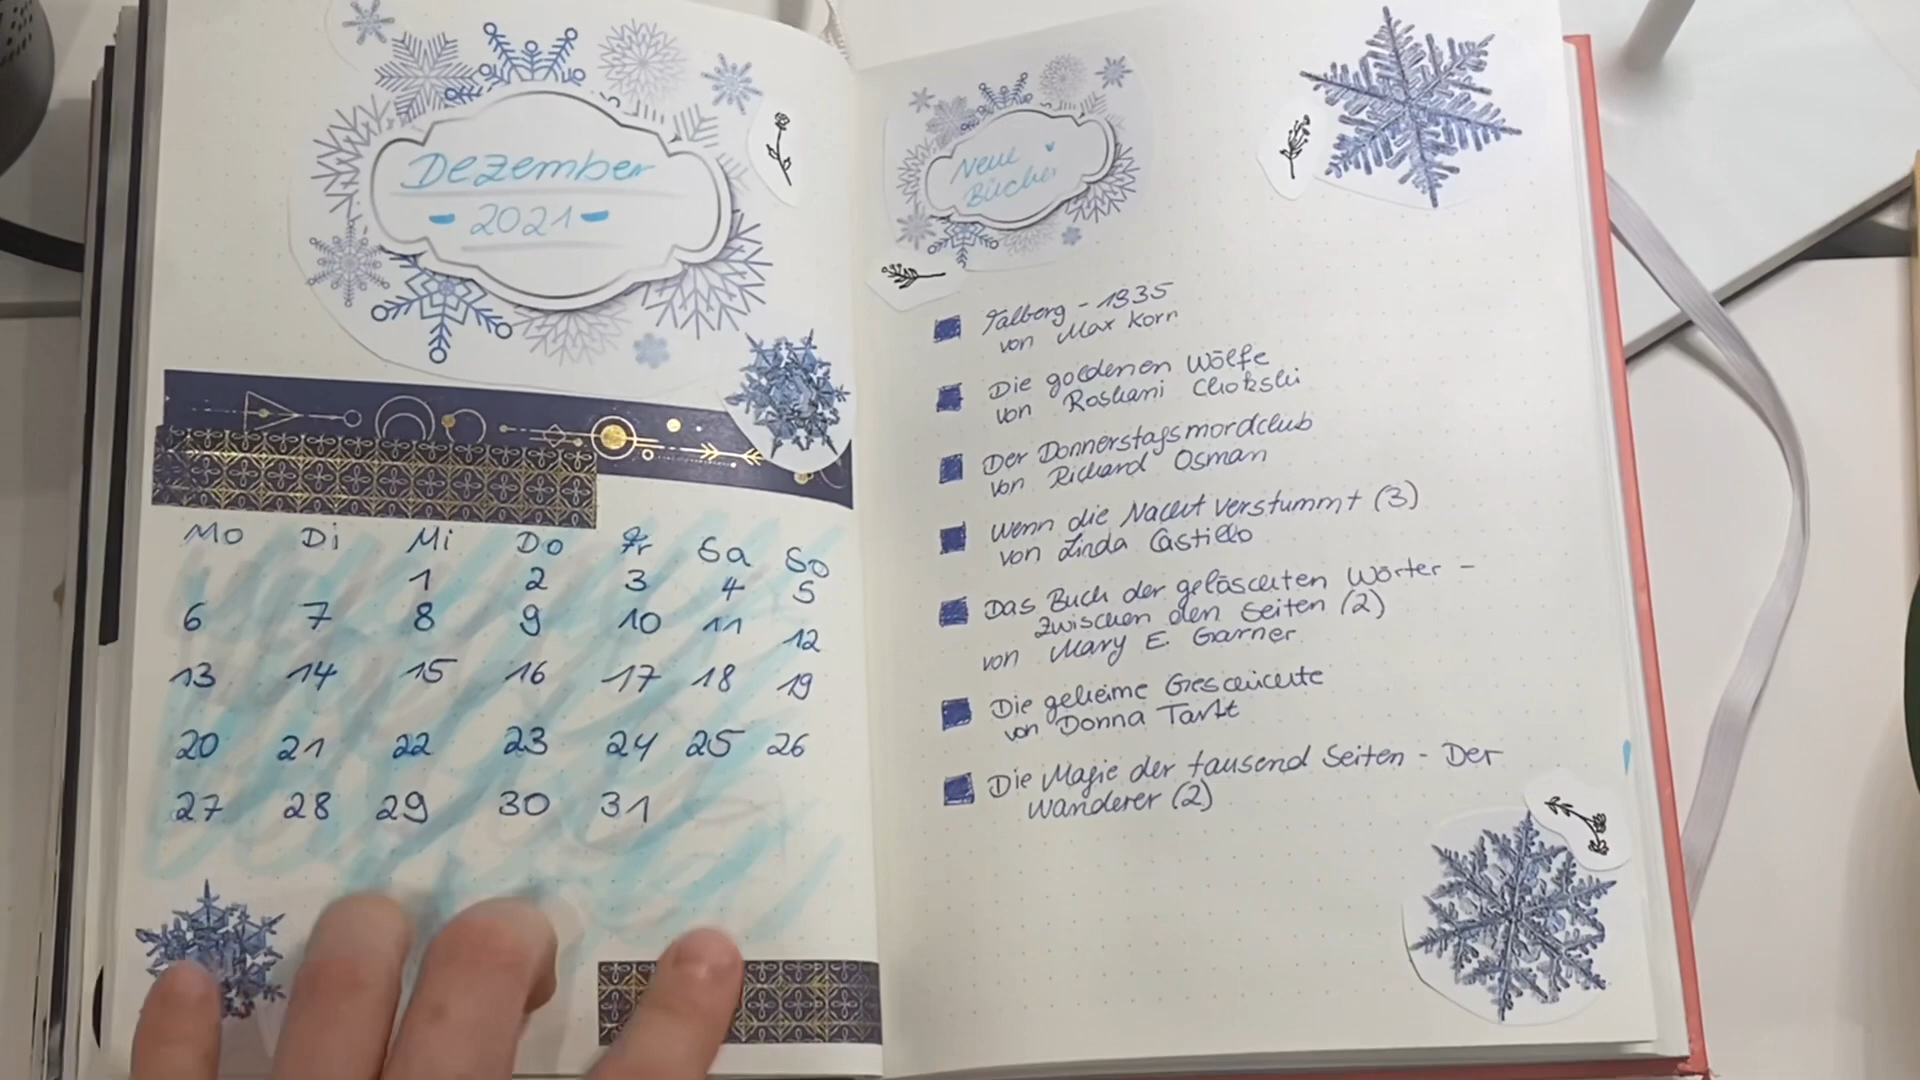 Dezember
- 2021 -
Mo Di Mi Do Fr Sa So
1 2 3 4 5
6 7 8 9 10 11 12
13 14 15 16 17 18 19
20 21 22 23 24 25 26
27 28 29 30 31
Neue
Bücher
Talberg - 1935
von Max Korn
Die goldenen Wölfe
von Roshani Chokshi
Der Donnerstagsmordclub
von Richard Osman
Wenn die Nacht verstummt (3)
von Linda Castillo
Das Buch der gelöschten Wörter -
Zwischen den Seiten (2)
von Mary E. Garner
Die geheime Geschichte
von Donna Tartt
Die Magie der tausend Seiten - Der
Wanderer (2)